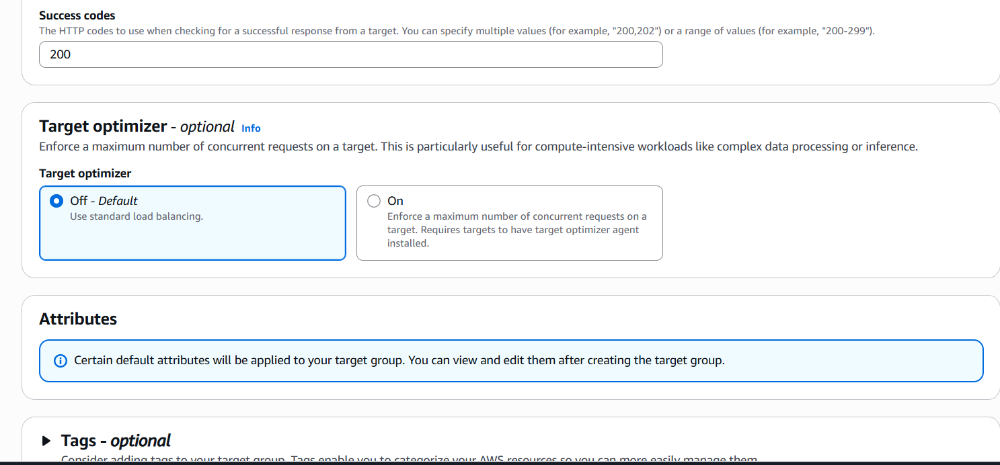 Success codes
The HTTP codes to use when checking for a successful response from a target. You can specify multiple values (for example, "200,202") or a range of values (for example, "200-299").
200
Target optimizer - optional Info
Enforce a maximum number of concurrent requests on a target. This is particularly useful for compute-intensive workloads like complex data processing or inference.
Target optimizer
Off - Default
Use standard load balancing.
On
Enforce a maximum number of concurrent requests on a
target. Requires targets to have target optimizer agent
installed.
Attributes
Certain default attributes will be applied to your target group. You can view and edit them after creating the target group.
Tags - optional
Consider adding tags to your target group. Tags enable you to categorize your AWS resources so you can more easily manage them.